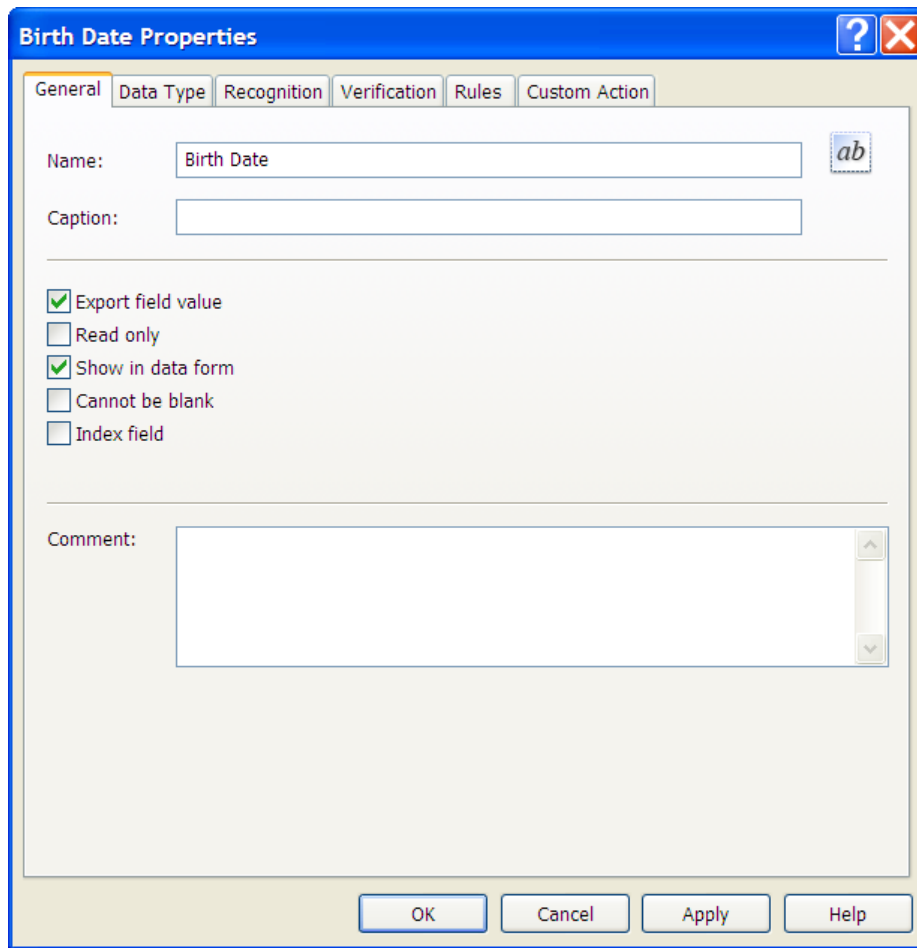 Birth Date Properties
General Data Type Recognition Verification Rules Custom Action
Name: Birth Date ab
Caption:
Export field value
Read only
Show in data form
Cannot be blank
Index field
Comment:
OK Cancel Apply Help